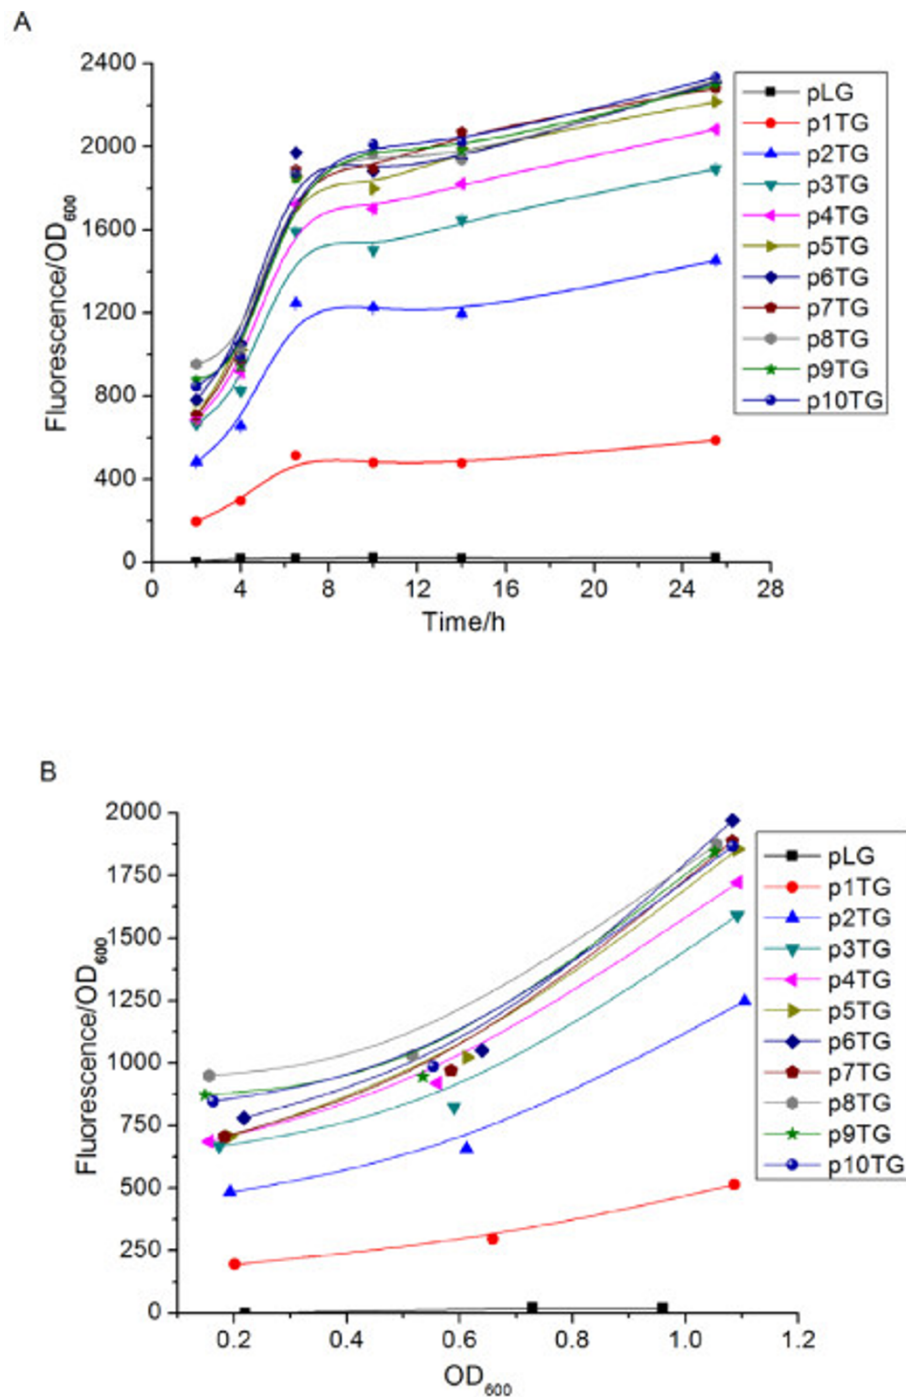 A
Fluorescence/OD600
2400
2000
1600
1200
800
400
0
0 4 8 12 16 20 24 28
Time/h
pLG
p1TG
p2TG
p3TG
p4TG
p5TG
p6TG
p7TG
p8TG
p9TG
p10TG
B
Fluorescence/OD600
2000
1750
1500
1250
1000
750
500
250
0
0.2 0.4 0.6 0.8 1.0 1.2
OD600
pLG
p1TG
p2TG
p3TG
p4TG
p5TG
p6TG
p7TG
p8TG
p9TG
p10TG